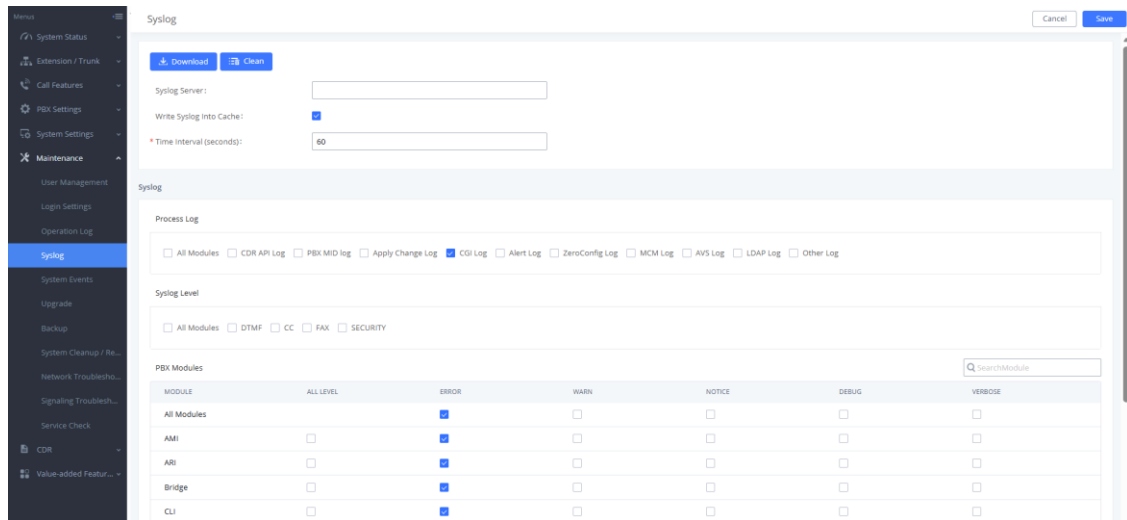 Menus
System Status
Extension / Trunk
Call Features
PBX Settings
System Settings
Maintenance
User Management
Login Settings
Operation Log
Syslog
System Events
Upgrade
Backup
System Cleanup / Re...
Network Troublesho...
Signaling Troublesh...
Service Check
CDR
Value-added Featur...
Syslog
Cancel
Save
Download
Clean
Syslog Server:
Write Syslog Into Cache:
* Time Interval (seconds):
60
Syslog
Process Log
All Modules CDR API Log PBX MID log Apply Change Log CGI Log Alert Log ZeroConfig Log MCM Log AVS Log LDAP Log Other Log
Syslog Level
All Modules DTMF CC FAX SECURITY
PBX Modules
SearchModule
MODULE ALL LEVEL ERROR WARN NOTICE DEBUG VERBOSE
All Modules
AMI
ARI
Bridge
CLI